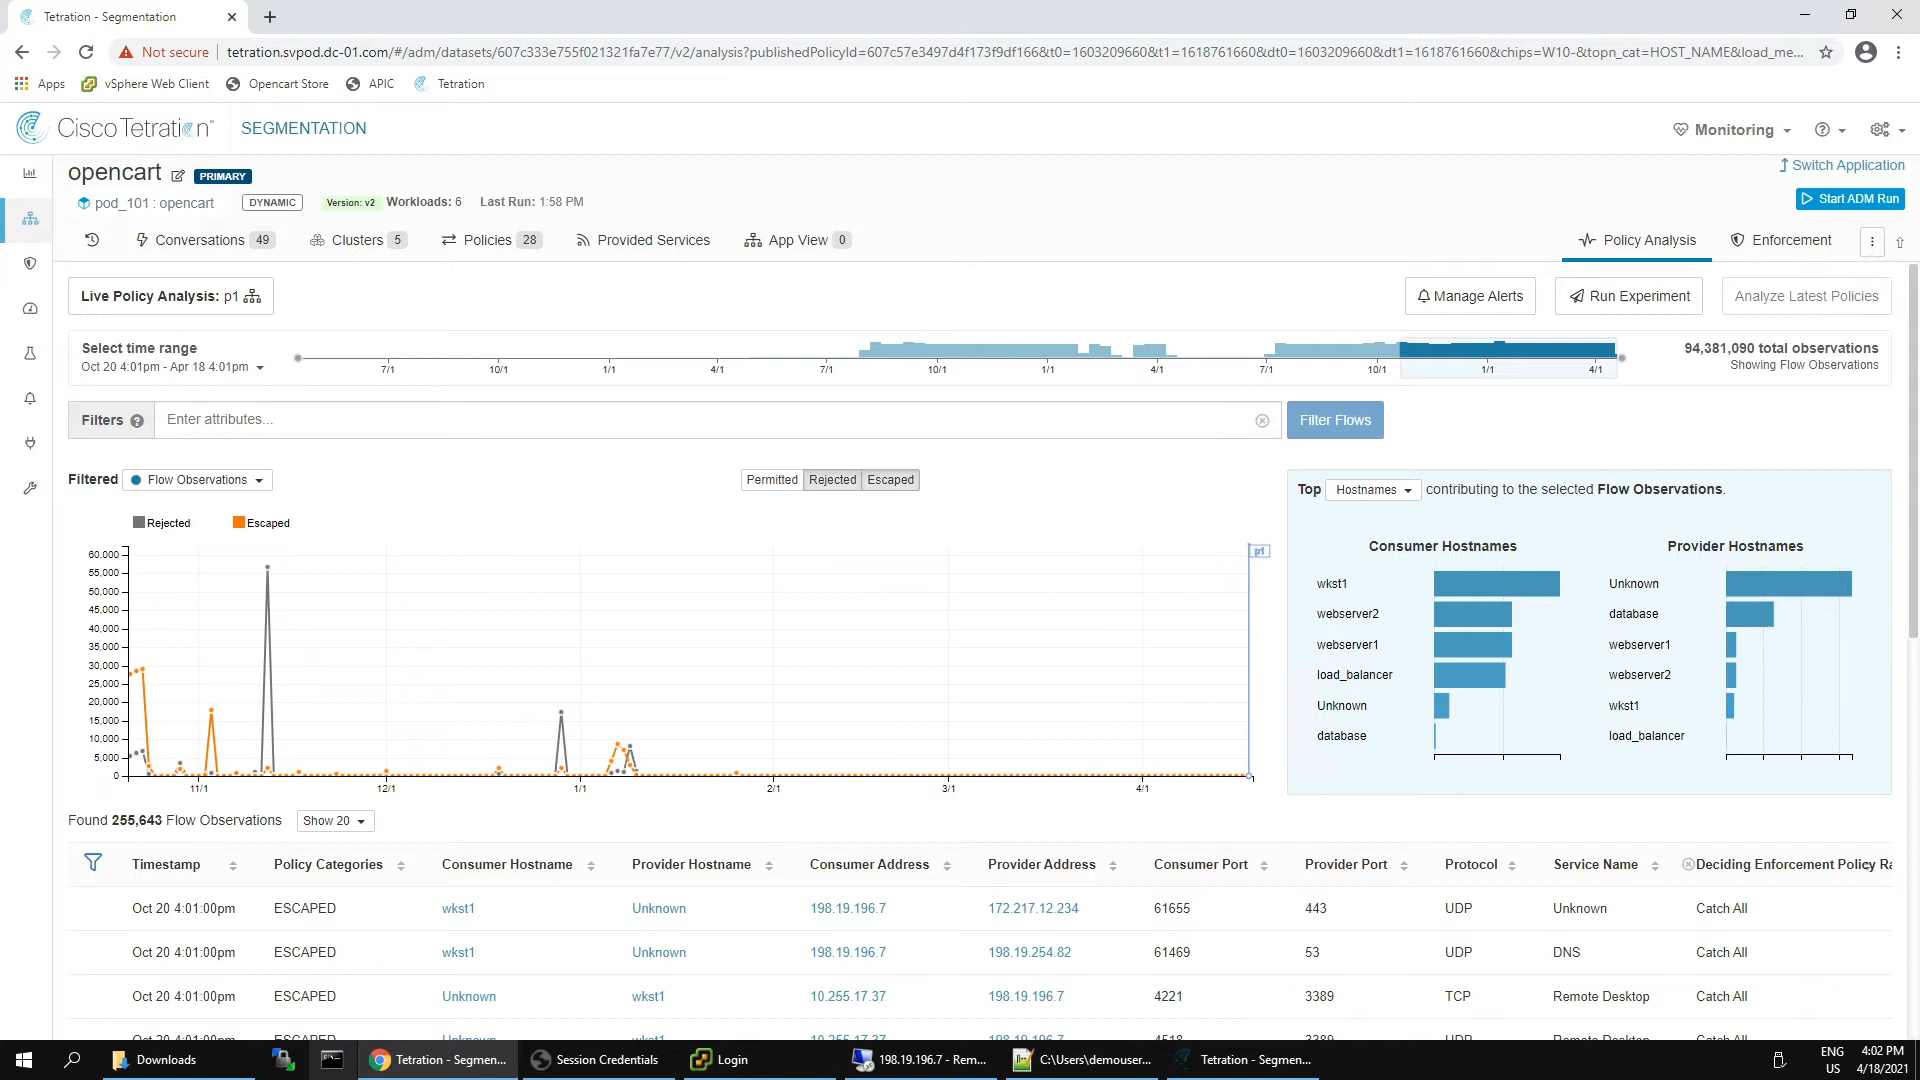 Tetration - Segmentation
Not secure tetration.svpod.dc-01.com/#/adm/datasets/607c333e755f021321fa7e77/v2/analysis?publishedPolicyId=607c57e3497d4f173f9df166&t0=1603209660&t1=1618761660&dt0=1603209660&dt1=1618761660&chips=W10-&topn_cat=HOST_NAME&load_me...
Apps vSphere Web Client Opencart Store APIC Tetration
Cisco Tetration™ SEGMENTATION Monitoring
opencart PRIMARY Switch Application
pod_101 : opencart DYNAMIC Version: v2 Workloads: 6 Last Run: 1:58 PM Start ADM Run
Conversations 49 Clusters 5 Policies 28 Provided Services App View 0 Policy Analysis Enforcement
Live Policy Analysis: p1 Manage Alerts Run Experiment Analyze Latest Policies
Select time range
Oct 20 4:01pm - Apr 18 4:01pm
7/1 10/1 1/1 4/1 7/1 10/1 1/1 4/1 7/1 10/1 1/1 4/1
94,381,090 total observations
Showing Flow Observations
Filters ? Enter attributes... Filter Flows
Filtered Flow Observations Permitted Rejected Escaped
Rejected Escaped
60,000
55,000
50,000
45,000
40,000
35,000
30,000
25,000
20,000
15,000
10,000
5,000
0
11/1 12/1 1/1 2/1 3/1 4/1
p1
Top Hostnames contributing to the selected Flow Observations.
Consumer Hostnames
wkst1
webserver2
webserver1
load_balancer
Unknown
database
Provider Hostnames
Unknown
database
webserver1
webserver2
wkst1
load_balancer
Found 255,643 Flow Observations Show 20
Timestamp Policy Categories Consumer Hostname Provider Hostname Consumer Address Provider Address Consumer Port Provider Port Protocol Service Name Deciding Enforcement Policy Ra
Oct 20 4:01:00pm ESCAPED wkst1 Unknown 198.19.196.7 172.217.12.234 61655 443 UDP Unknown Catch All
Oct 20 4:01:00pm ESCAPED wkst1 Unknown 198.19.196.7 198.19.254.82 61469 53 UDP DNS Catch All
Oct 20 4:01:00pm ESCAPED Unknown wkst1 10.255.17.37 198.19.196.7 4221 3389 TCP Remote Desktop Catch All
Downloads Tetration - Segmen... Session Credentials Login 198.19.196.7 - Rem... C:\Users\demouser... Tetration - Segmen...
ENG
US
4:02 PM
4/18/2021